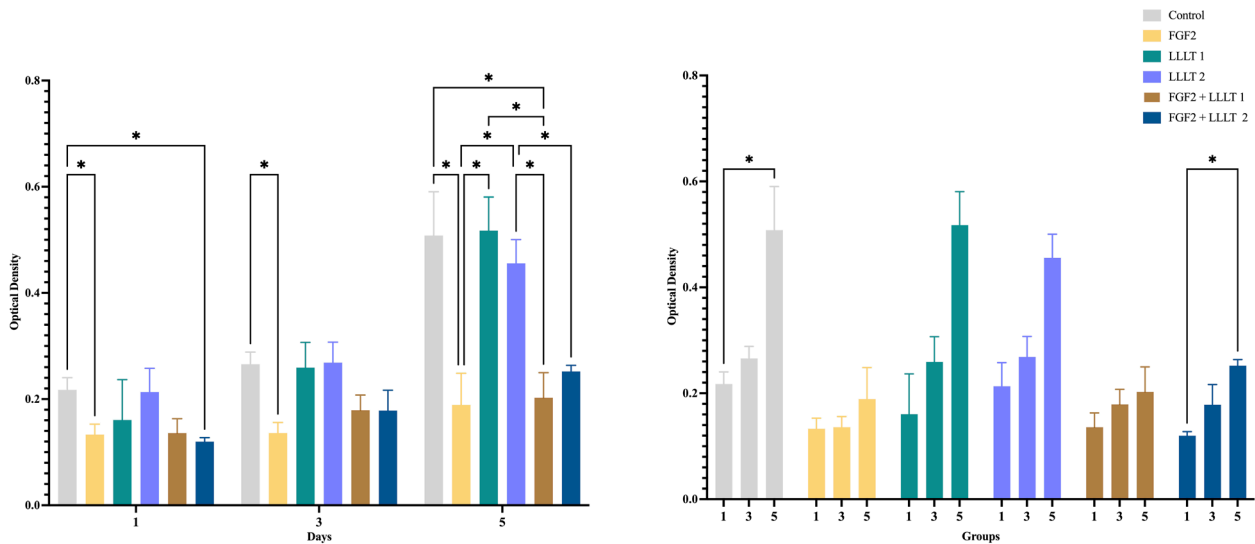 Control
FGF2
LLLT 1
LLLT 2
FGF2 + LLLT 1
FGF2 + LLLT 2
0.8
0.6
0.4
0.2
0.0
Optical Density
* * * * * * * * * *
1 3 5
Days
0.8
0.6
0.4
0.2
0.0
Optical Density
* *
1 3 5 1 3 5 1 3 5 1 3 5 1 3 5 1 3 5
Groups